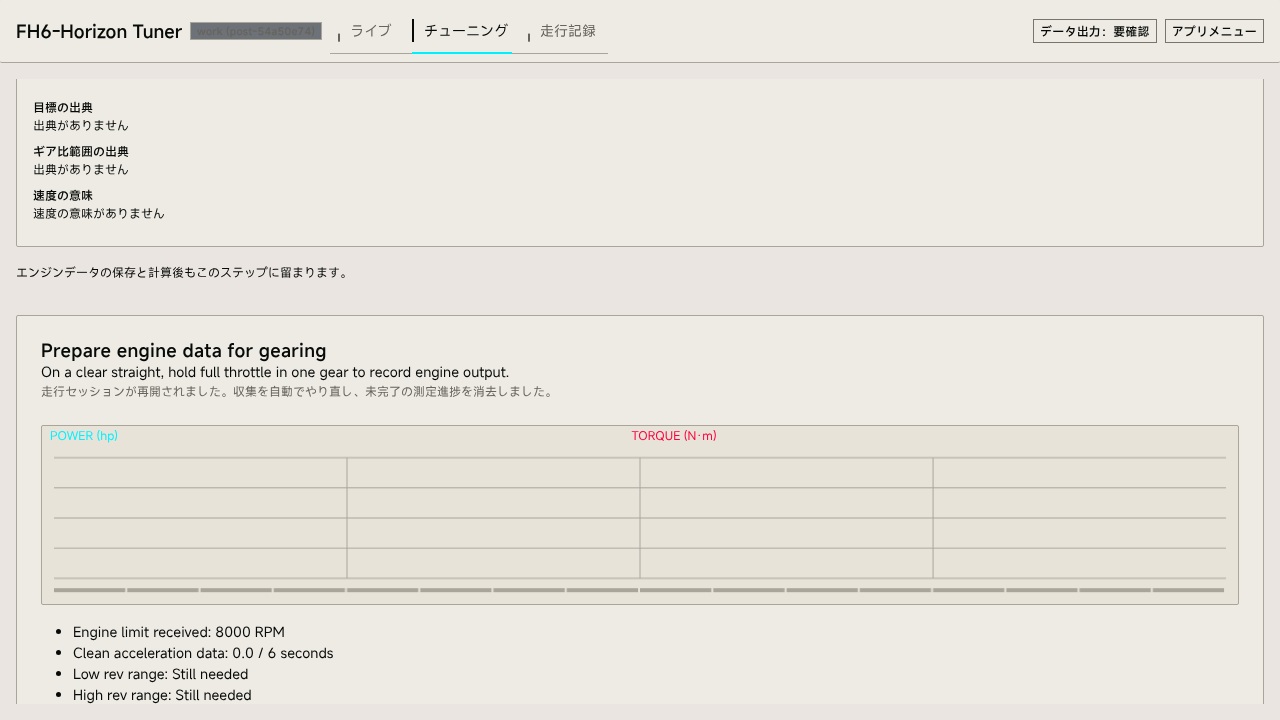 FH6-Horizon Tuner
work (post-54a50e74)
ライブ
チューニング
走行記録
データ出力: 要確認
アプリメニュー
目標の出典
出典がありません
ギア比範囲の出典
出典がありません
速度の意味
速度の意味がありません
エンジンデータの保存と計算後もこのステップに留まります。
Prepare engine data for gearing
On a clear straight, hold full throttle in one gear to record engine output.
走行セッションが再開されました。収集を自動でやり直し、未完了の測定進捗を消去しました。
POWER (hp)
TORQUE (N·m)
Engine limit received: 8000 RPM
Clean acceleration data: 0.0 / 6 seconds
Low rev range: Still needed
High rev range: Still needed